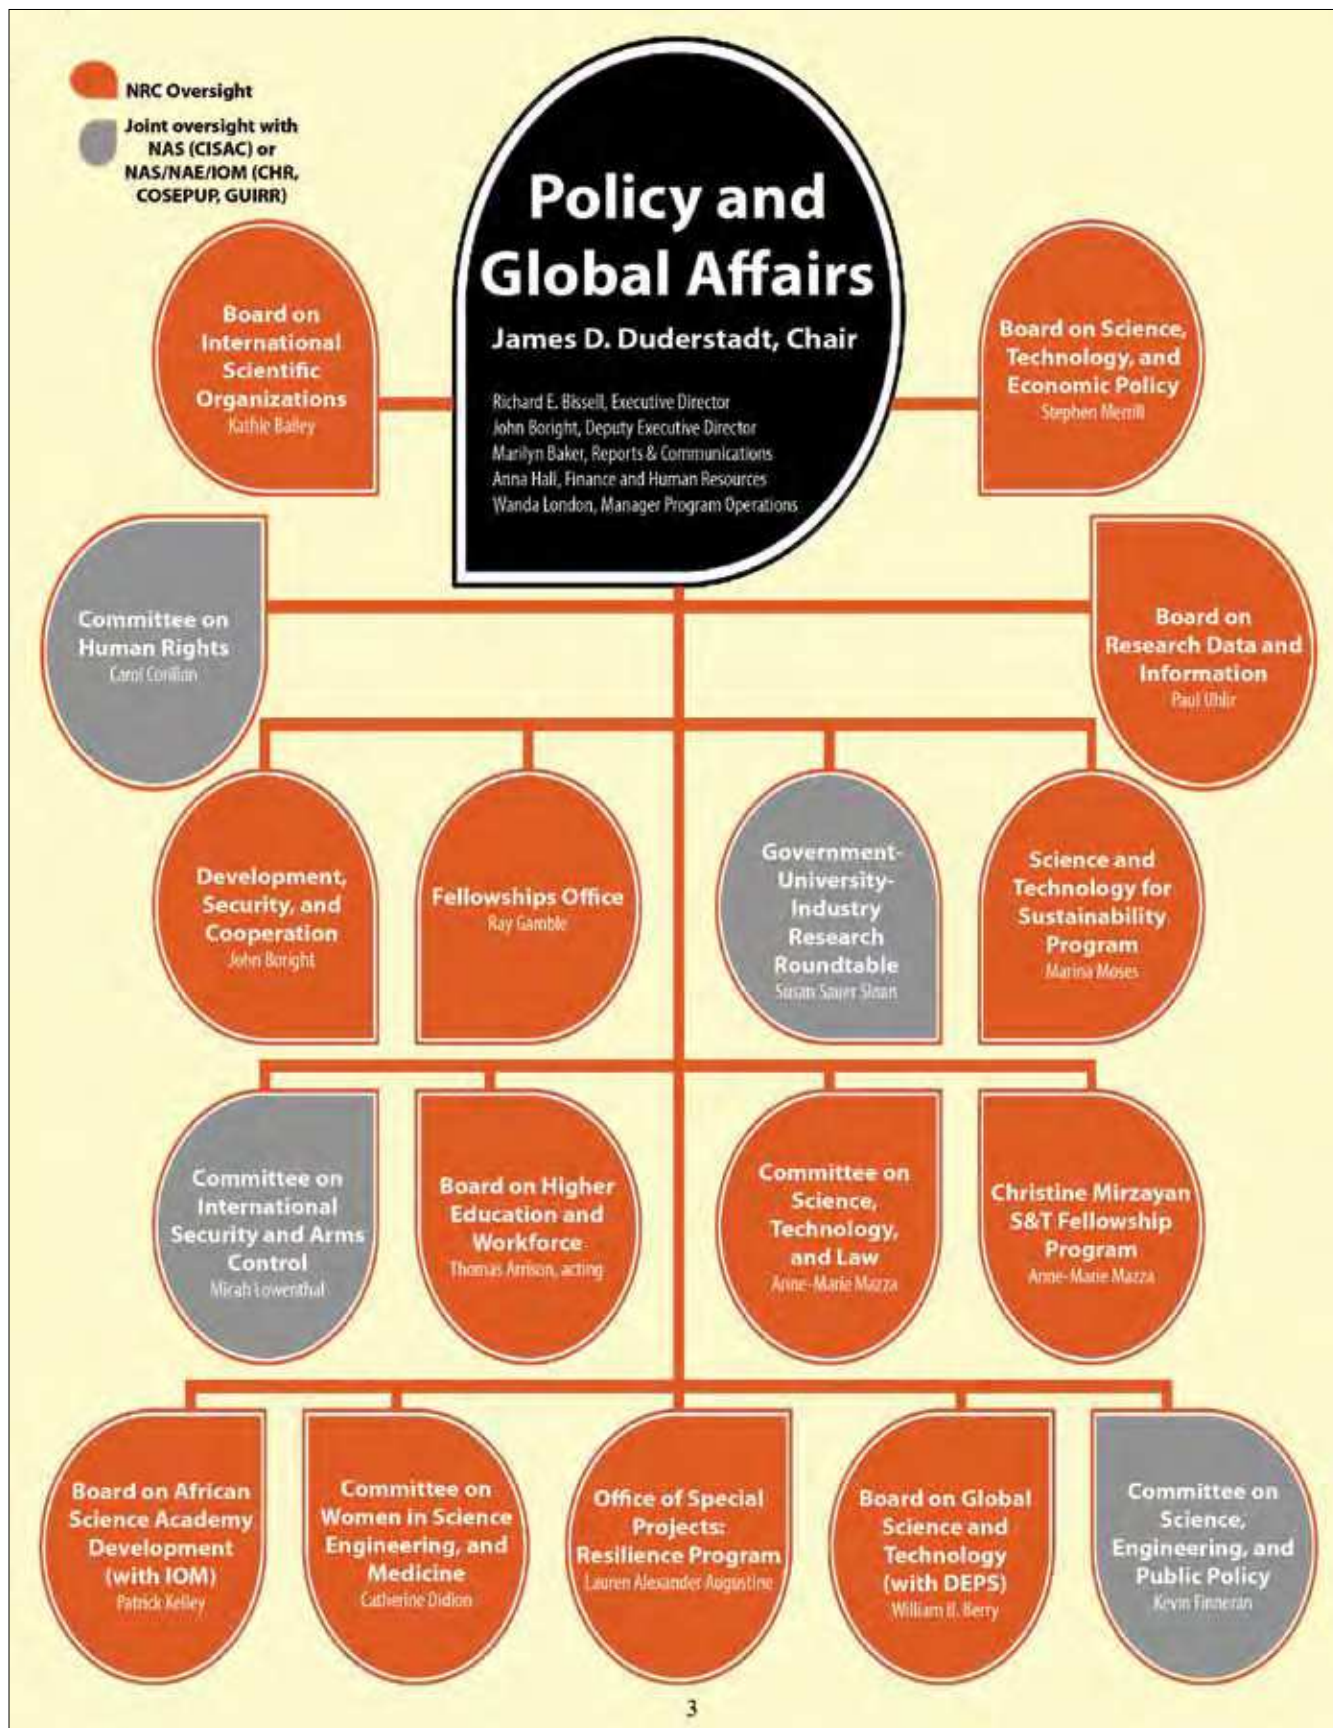 NRC Oversight
Joint oversight with
NAS (CISAC) or
NAS/NAE/IOM (CHR,
COSEPUP, GUIRR)
Policy and
Global Affairs
James D. Duderstadt, Chair
Richard E. Bissell, Executive Director
John Boright, Deputy Executive Director
Marilyn Baker, Reports & Communications
Anna Hall, Finance and Human Resources
Wanda London, Manager Program Operations
Board on
International
Scientific
Organizations
Kathie Bailey
Board on Science,
Technology, and
Economic Policy
Stephen Merrill
Committee on
Human Rights
Carol Corillon
Board on
Research Data and
Information
Paul Uhlir
Development,
Security, and
Cooperation
John Boright
Fellowships Office
Ray Gamble
Government-
University-
Industry
Research
Roundtable
Susan Sauer Sloan
Science and
Technology for
Sustainability
Program
Marina Moses
Committee on
International
Security and Arms
Control
Micah Lowenthal
Board on Higher
Education and
Workforce
Thomas Arrison, acting
Committee on
Science,
Technology,
and Law
Anne-Marie Mazza
Christine Mirzayan
S&T Fellowship
Program
Anne-Marie Mazza
Board on African
Science Academy
Development
(with IOM)
Patrick Kelley
Committee on
Women in Science
Engineering, and
Medicine
Catherine Didion
Office of Special
Projects:
Resilience Program
Lauren Alexander Augustine
Board on Global
Science and
Technology
(with DEPS)
William B. Berry
Committee on
Science,
Engineering, and
Public Policy
Kevin Finneran
3